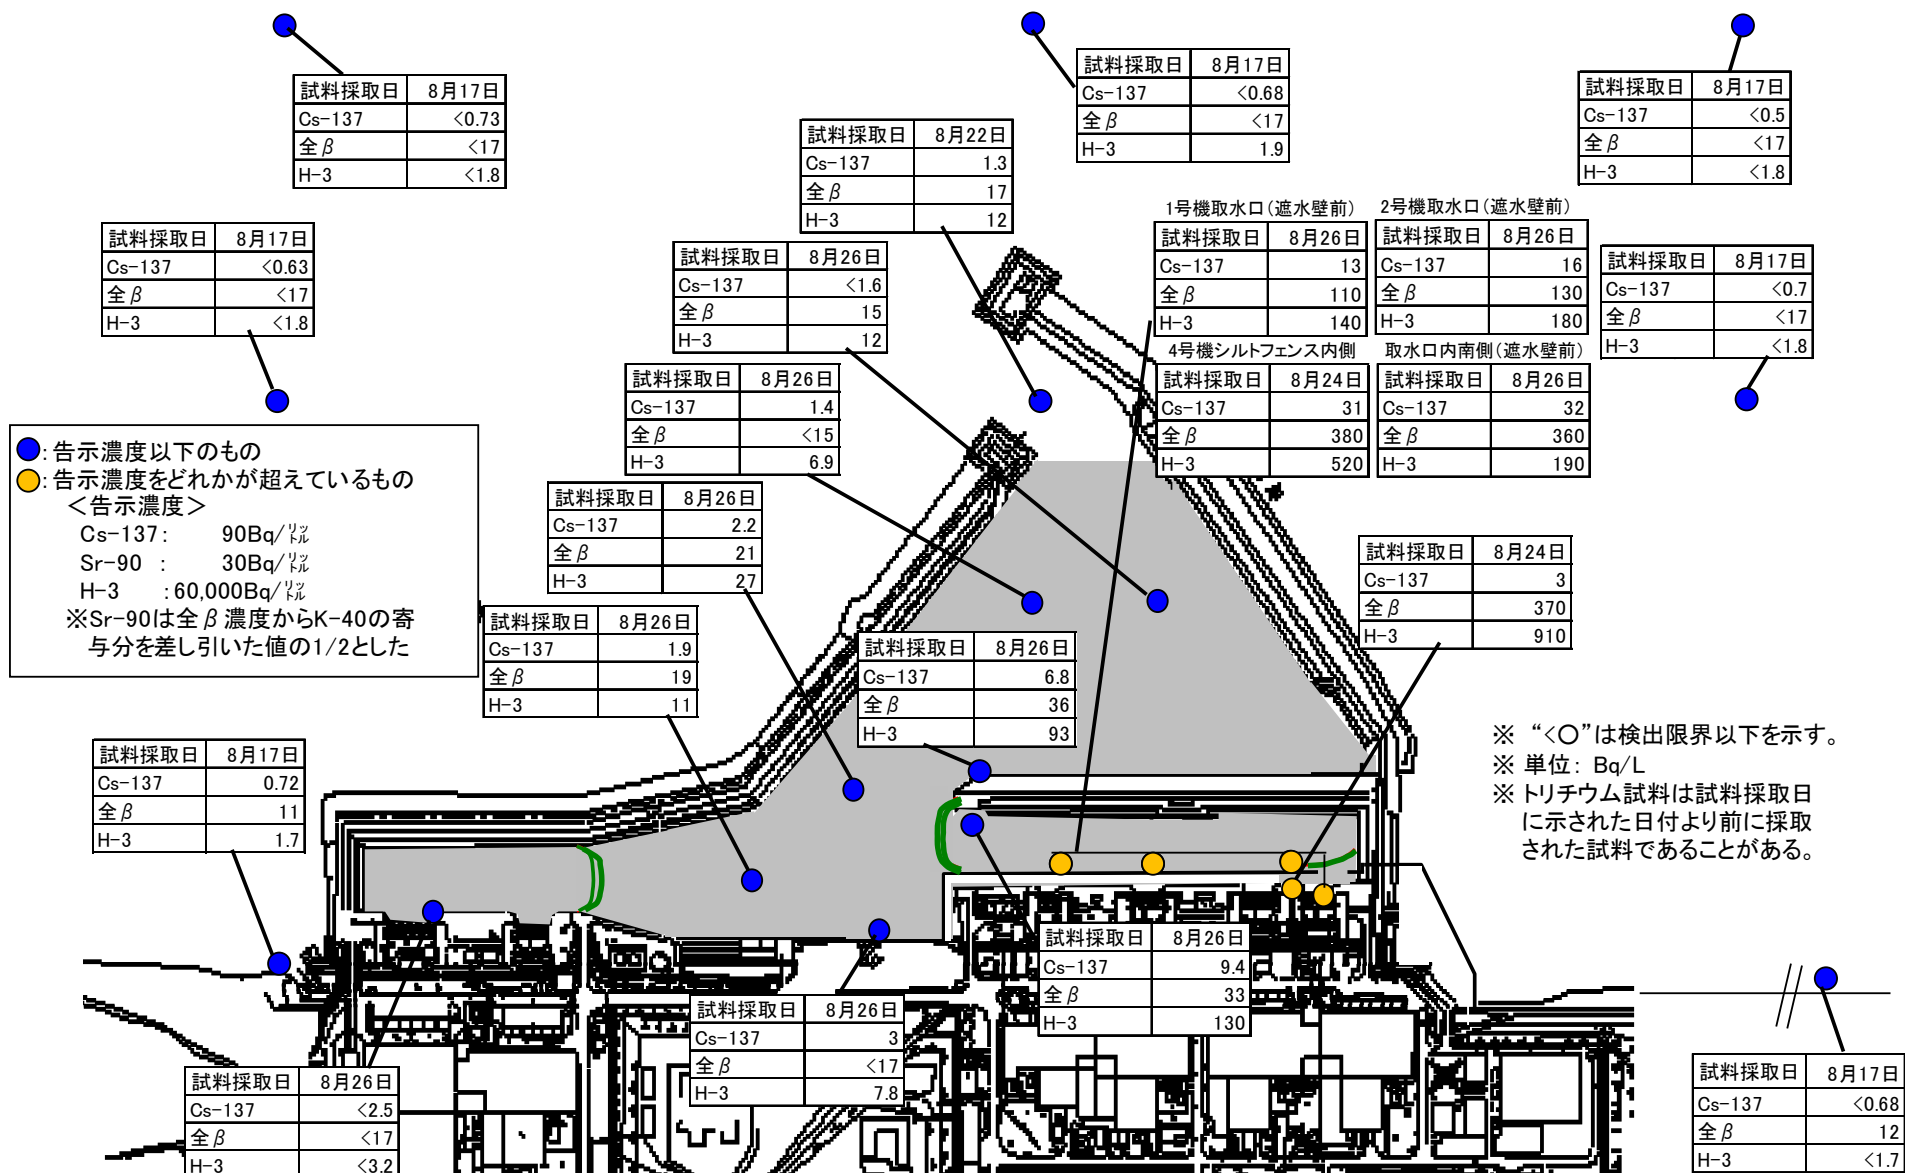 試料採取日 8月17日
Cs-137 <0.73
全β <17
H-3 <1.8
試料採取日 8月17日
Cs-137 <0.68
全β <17
H-3 1.9
試料採取日 8月17日
Cs-137 <0.5
全β <17
H-3 <1.8
試料採取日 8月22日
Cs-137 1.3
全β 17
H-3 12
試料採取日 8月17日
Cs-137 <0.63
全β <17
H-3 <1.8
試料採取日 8月26日
Cs-137 <1.6
全β 15
H-3 12
1号機取水口(遮水壁前)
試料採取日 8月26日
Cs-137 13
全β 110
H-3 140
2号機取水口(遮水壁前)
試料採取日 8月26日
Cs-137 16
全β 130
H-3 180
試料採取日 8月17日
Cs-137 <0.7
全β <17
H-3 <1.8
4号機シルトフェンス内側
試料採取日 8月24日
Cs-137 31
全β 380
H-3 520
取水口内南側(遮水壁前)
試料採取日 8月26日
Cs-137 32
全β 360
H-3 190
試料採取日 8月26日
Cs-137 1.4
全β <15
H-3 6.9
:告示濃度以下のもの
:告示濃度をどれかが超えているもの
<告示濃度>
Cs-137: 90Bq/リットル
Sr-90 : 30Bq/リットル
H-3 :60,000Bq/リットル
※Sr-90は全β濃度からK-40の寄
与分を差し引いた値の1/2とした
試料採取日 8月26日
Cs-137 2.2
全β 21
H-3 27
試料採取日 8月24日
Cs-137 3
全β 370
H-3 910
試料採取日 8月26日
Cs-137 1.9
全β 19
H-3 11
試料採取日 8月26日
Cs-137 6.8
全β 36
H-3 93
※ “<○”は検出限界以下を示す。
※ 単位: Bq/L
※ トリチウム試料は試料採取日
に示された日付より前に採取
された試料であることがある。
試料採取日 8月17日
Cs-137 0.72
全β 11
H-3 1.7
試料採取日 8月26日
Cs-137 9.4
全β 33
H-3 130
試料採取日 8月26日
Cs-137 3
全β <17
H-3 7.8
試料採取日 8月26日
Cs-137 <2.5
全β <17
H-3 <3.2
試料採取日 8月17日
Cs-137 <0.68
全β 12
H-3 <1.7